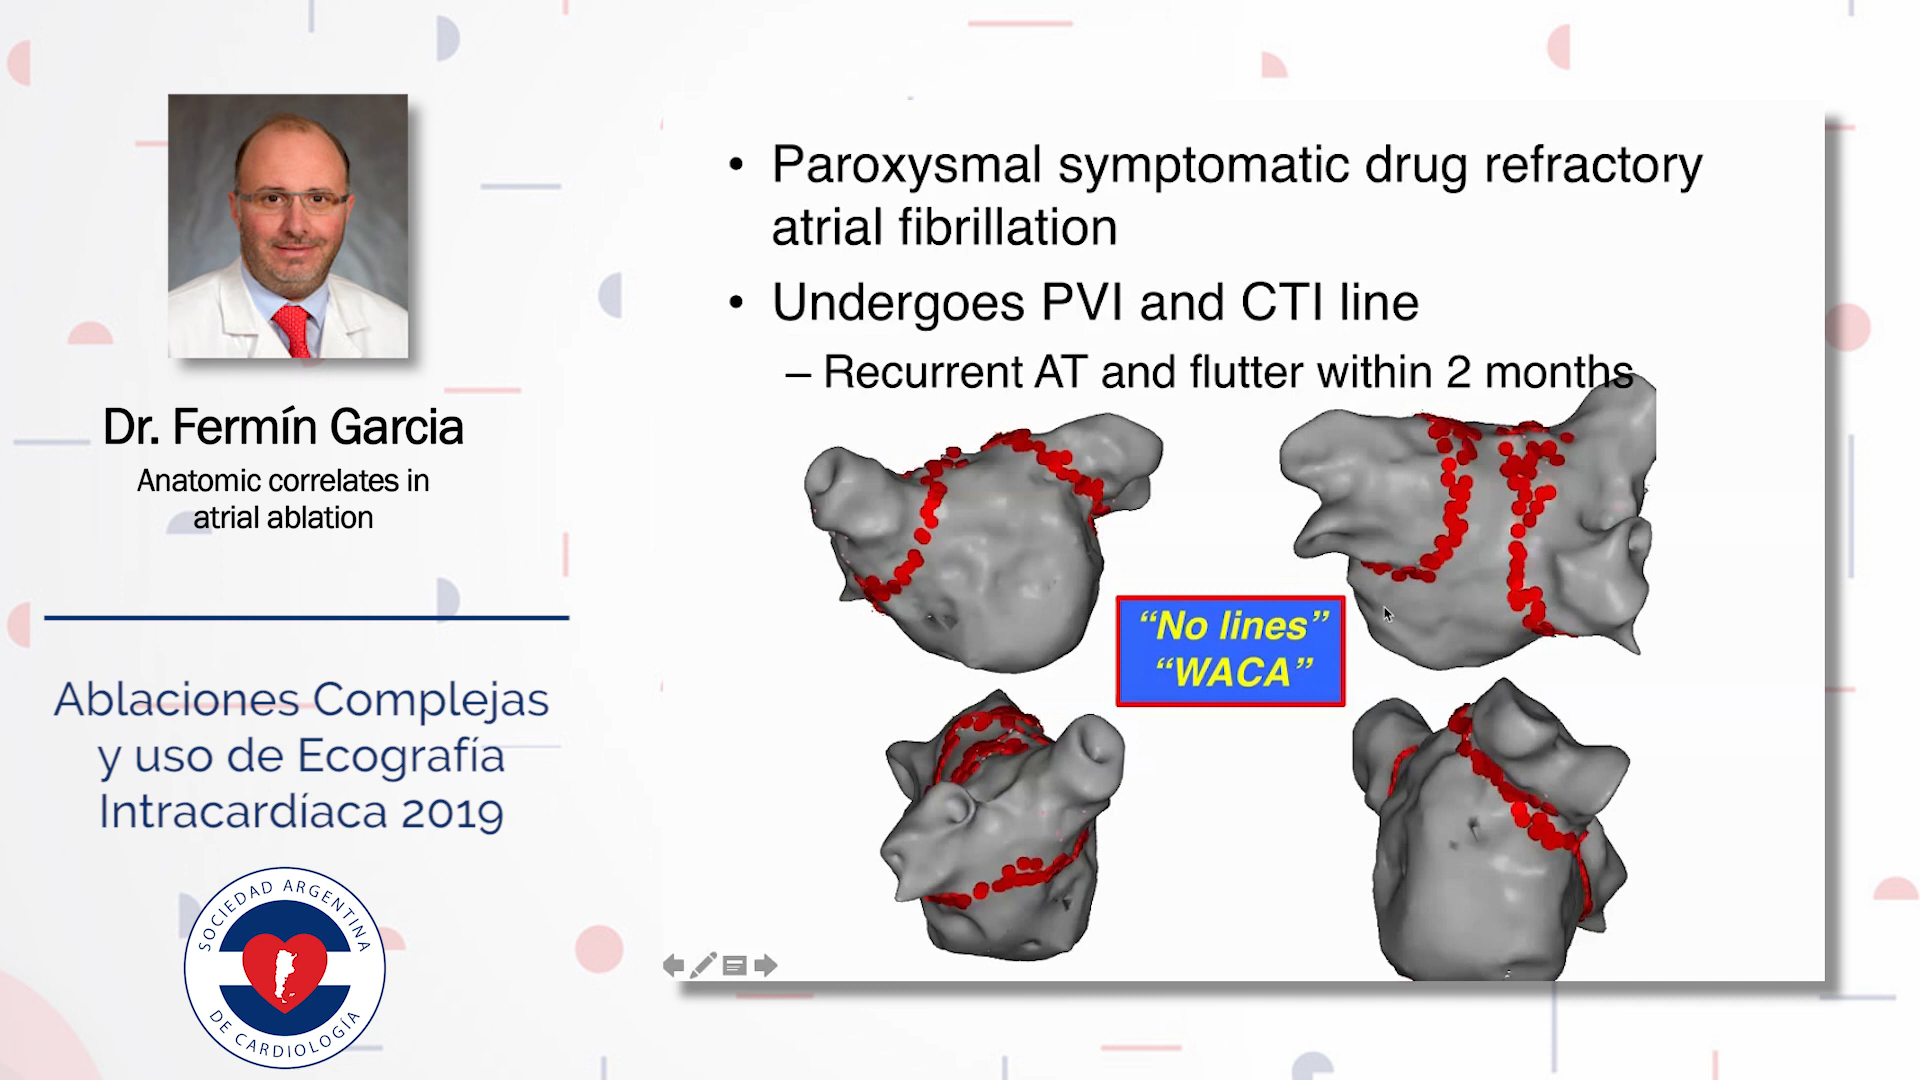 Dr. Fermín Garcia
Anatomic correlates in
atrial ablation
Ablaciones Complejas
y uso de Ecografía
Intracardíaca 2019
SOCIEDAD ARGENTINA
DE CARDIOLOGÍA
• Paroxysmal symptomatic drug refractory
atrial fibrillation
• Undergoes PVI and CTI line
– Recurrent AT and flutter within 2 months
“No lines”
“WACA”